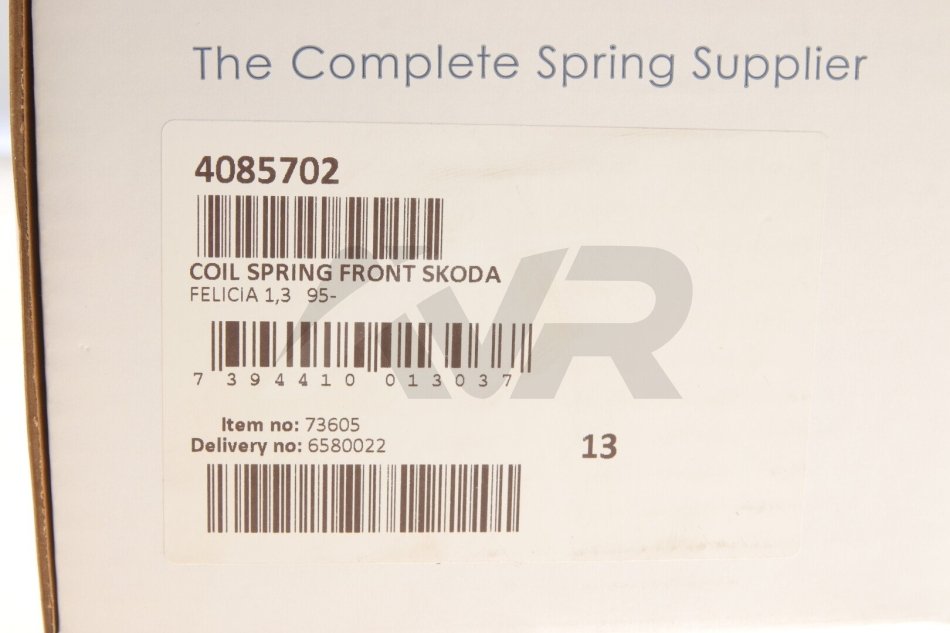 The Complete Spring Supplier
4085702
COIL SPRING FRONT SKODA
FELICIA 1,3 95-
7 394410 013037
Item no: 73605
Delivery no: 6580022
13
VR